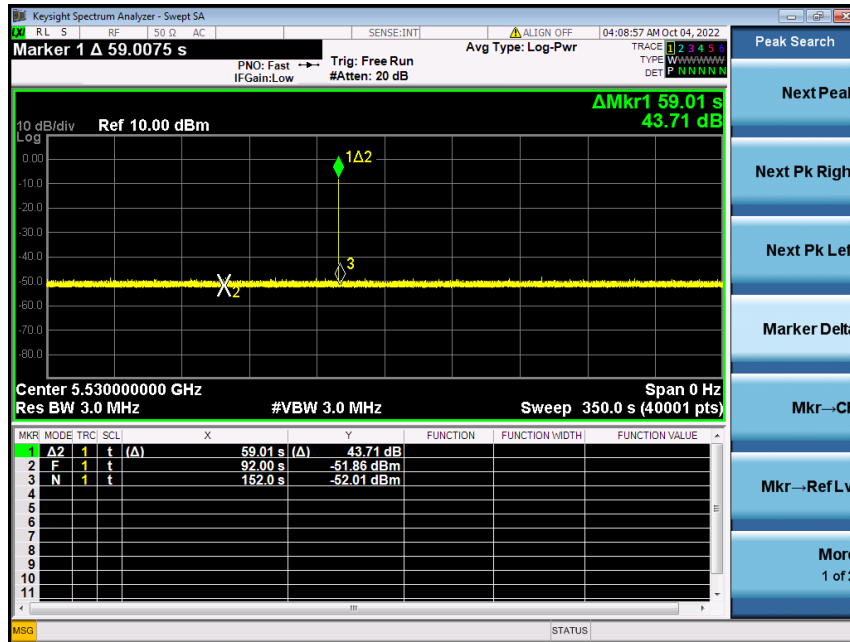 Keysight Spectrum Analyzer - Swept SA
LXI RL S RF 50 Ω AC SENSE:INT ALIGN OFF 04:08:57 AM Oct 04, 2022
Marker 1 Δ 59.0075 s
PNO: Fast
IFGain:Low
Trig: Free Run
#Atten: 20 dB
Avg Type: Log-Pwr
TRACE 1 2 3 4 5 6
TYPE WWWWWW
DET P N N N N N
ΔMkr1 59.01 s
43.71 dB
10 dB/div Ref 10.00 dBm
Log
0.00
-10.0
-20.0
-30.0
-40.0
-50.0
-60.0
-70.0
-80.0
1Δ2
3
2
Center 5.530000000 GHz Span 0 Hz
Res BW 3.0 MHz #VBW 3.0 MHz Sweep 350.0 s (40001 pts)
MKR MODE TRC SCL X Y FUNCTION FUNCTION WIDTH FUNCTION VALUE
1 Δ2 1 t (Δ) 59.01 s (Δ) 43.71 dB
2 F 1 t 92.00 s -51.86 dBm
3 N 1 t 152.0 s -52.01 dBm
4
5
6
7
8
9
10
11
MSG STATUS
Peak Search
Next Peak
Next Pk Righ
Next Pk Lef
Marker Delta
Mkr→C
Mkr→Ref Lv
More
1 of 2